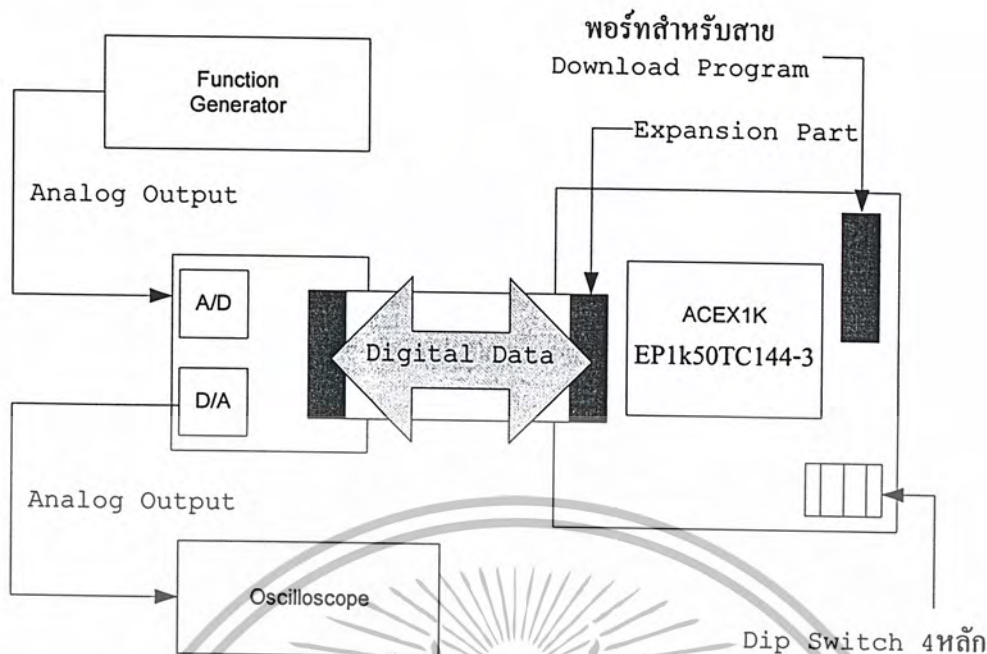 พอร์ทสำหรับสาย
Download Program
Function
Generator
Expansion Part
Analog Output
A/D
ACEX1K
EP1k50TC144-3
Digital Data
D/A
Analog Output
Oscilloscope
Dip Switch 4หลัก